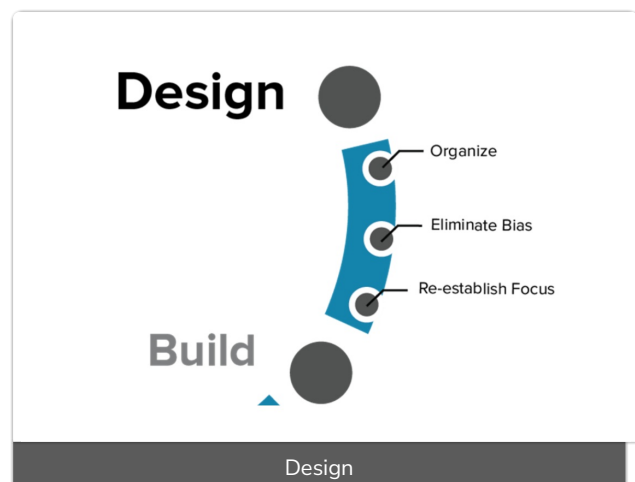 Design
Organize
Eliminate Bias
Re-establish Focus
Build
Design